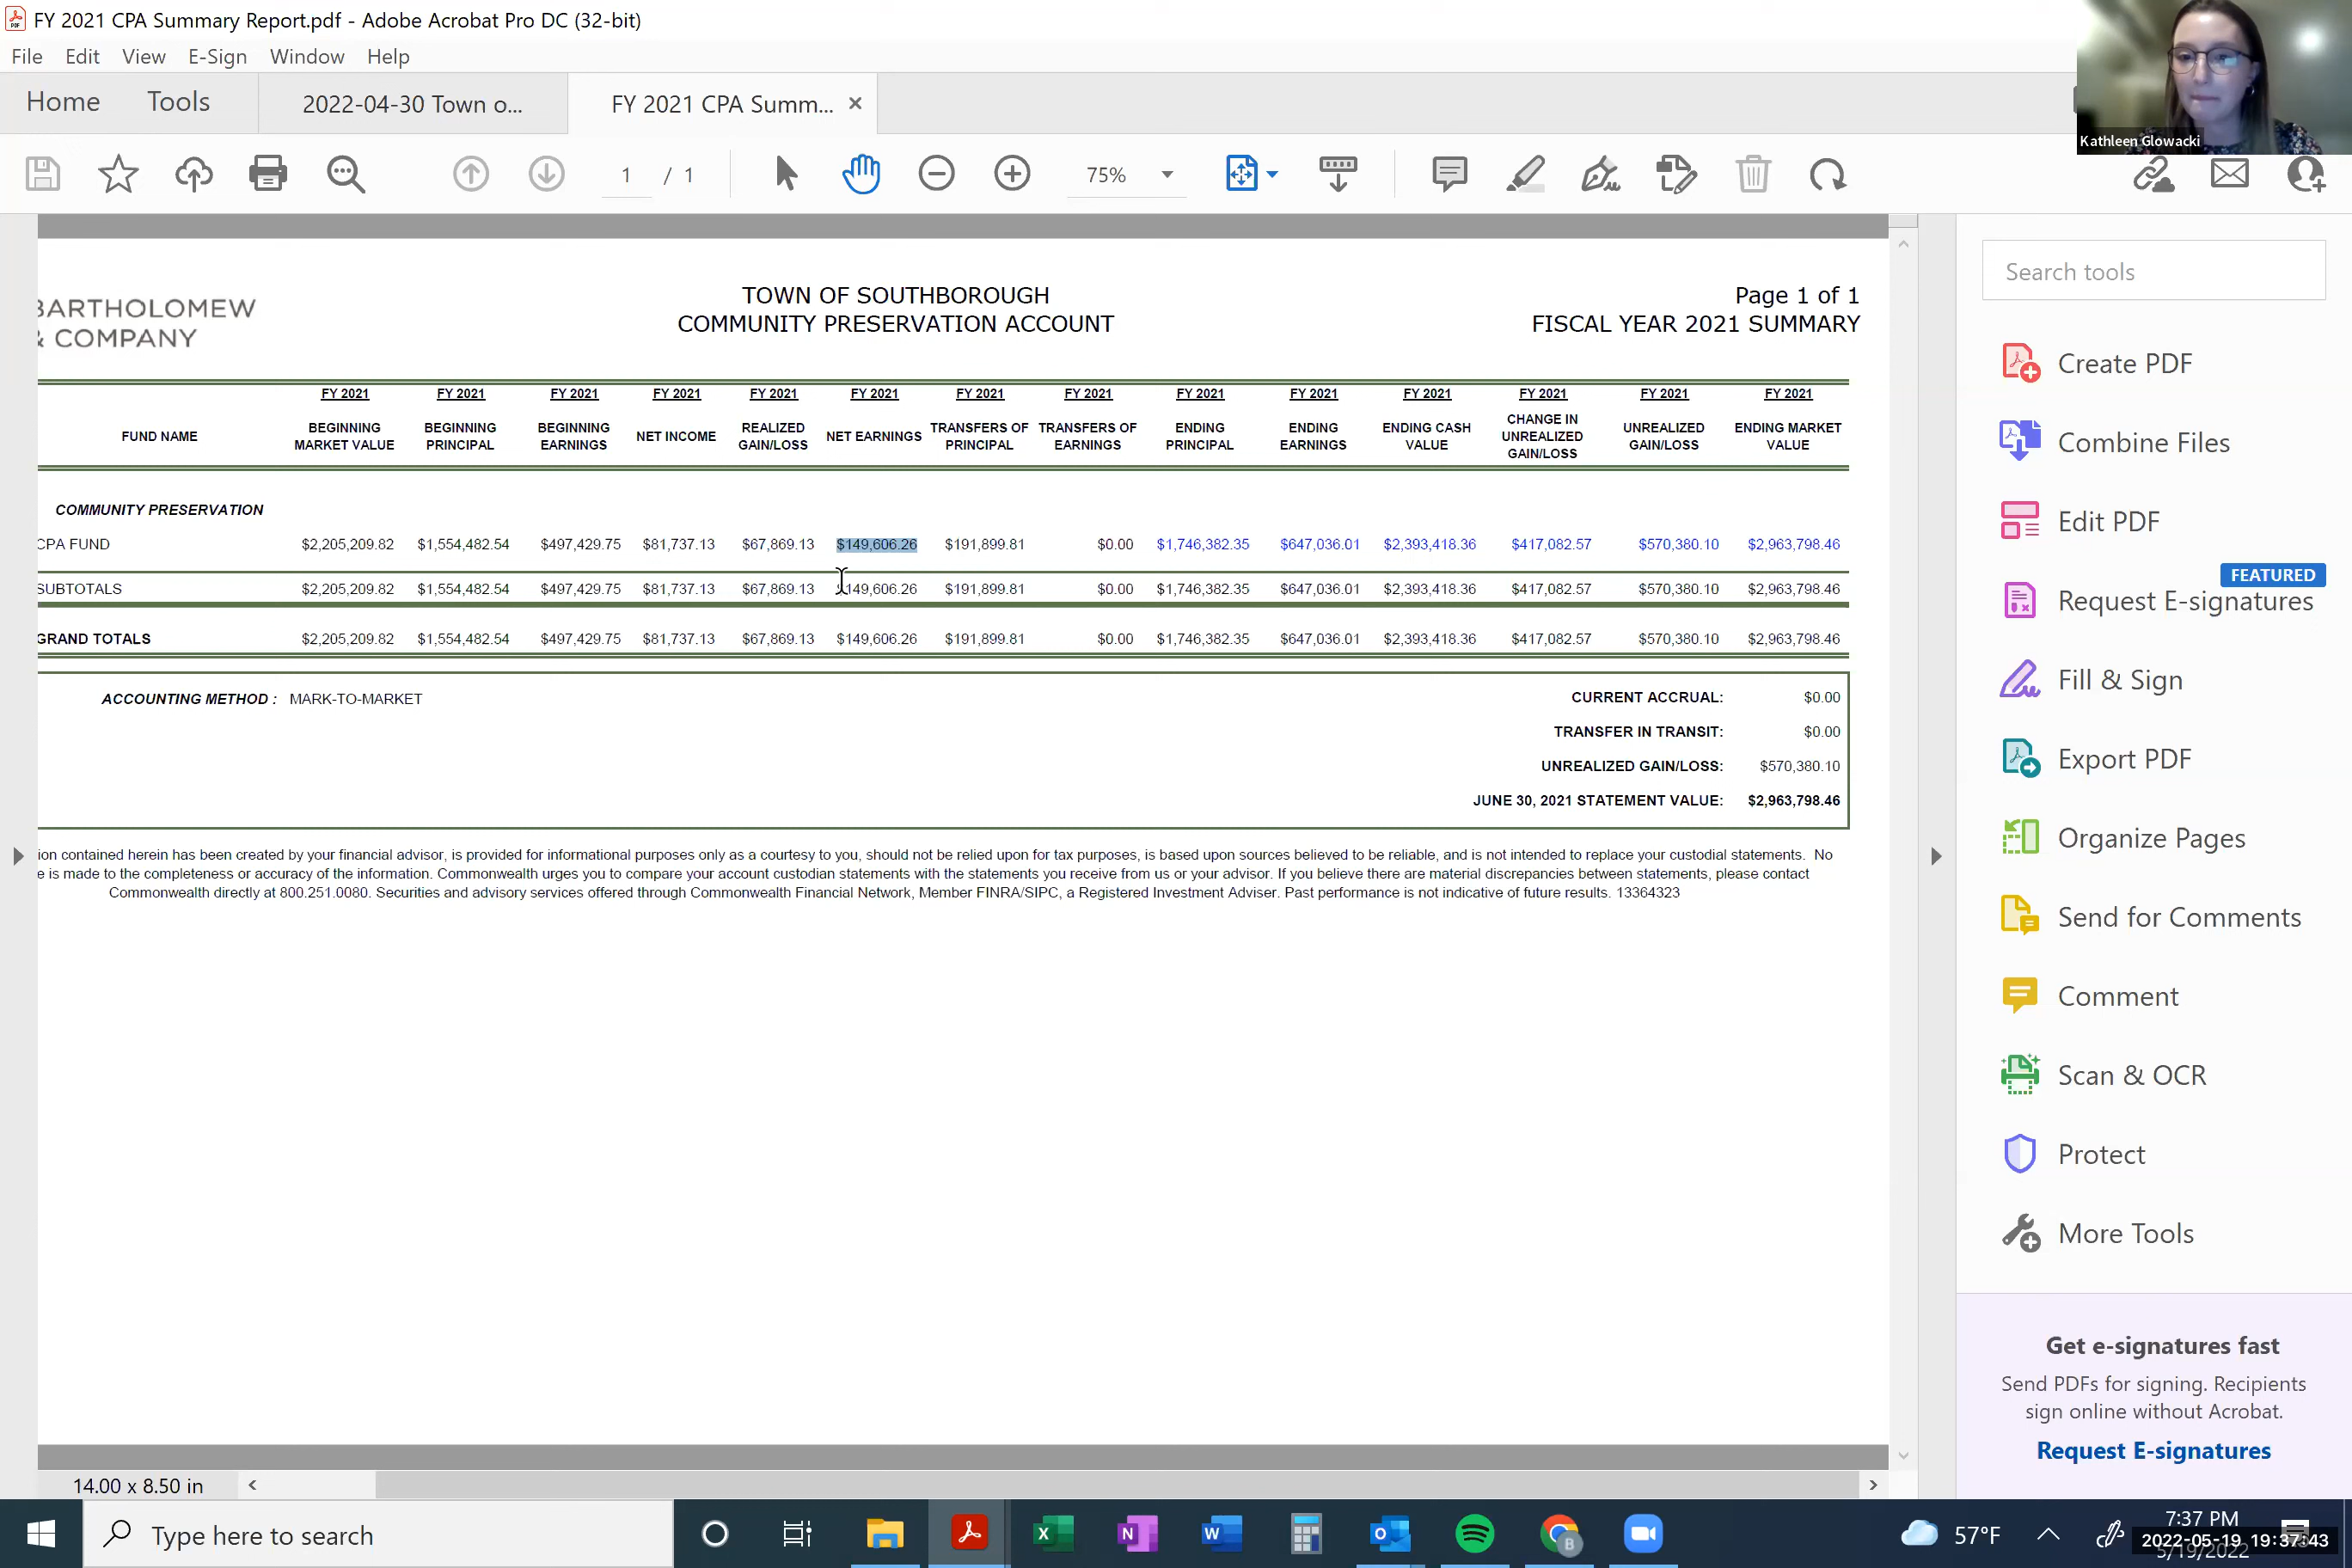 FY 2021 CPA Summary Report.pdf - Adobe Acrobat Pro DC (32-bit)
File Edit View E-Sign Window Help
Home Tools 2022-04-30 Town o... FY 2021 CPA Summ... ×
Kathleen Glowacki
1 / 1 75%
BARTHOLOMEW
& COMPANY
TOWN OF SOUTHBOROUGH
COMMUNITY PRESERVATION ACCOUNT
Page 1 of 1
FISCAL YEAR 2021 SUMMARY
FY 2021 FY 2021 FY 2021 FY 2021 FY 2021 FY 2021 FY 2021 FY 2021 FY 2021 FY 2021 FY 2021 FY 2021 FY 2021 FY 2021
FUND NAME
BEGINNING MARKET VALUE
BEGINNING PRINCIPAL
BEGINNING EARNINGS
NET INCOME
REALIZED GAIN/LOSS
NET EARNINGS
TRANSFERS OF PRINCIPAL
TRANSFERS OF EARNINGS
ENDING PRINCIPAL
ENDING EARNINGS
ENDING CASH VALUE
CHANGE IN UNREALIZED GAIN/LOSS
UNREALIZED GAIN/LOSS
ENDING MARKET VALUE
COMMUNITY PRESERVATION
CPA FUND $2,205,209.82 $1,554,482.54 $497,429.75 $81,737.13 $67,869.13 $149,606.26 $191,899.81 $0.00 $1,746,382.35 $647,036.01 $2,393,418.36 $417,082.57 $570,380.10 $2,963,798.46
SUBTOTALS $2,205,209.82 $1,554,482.54 $497,429.75 $81,737.13 $67,869.13 $149,606.26 $191,899.81 $0.00 $1,746,382.35 $647,036.01 $2,393,418.36 $417,082.57 $570,380.10 $2,963,798.46
GRAND TOTALS $2,205,209.82 $1,554,482.54 $497,429.75 $81,737.13 $67,869.13 $149,606.26 $191,899.81 $0.00 $1,746,382.35 $647,036.01 $2,393,418.36 $417,082.57 $570,380.10 $2,963,798.46
ACCOUNTING METHOD : MARK-TO-MARKET
CURRENT ACCRUAL: $0.00
TRANSFER IN TRANSIT: $0.00
UNREALIZED GAIN/LOSS: $570,380.10
JUNE 30, 2021 STATEMENT VALUE: $2,963,798.46
ion contained herein has been created by your financial advisor, is provided for informational purposes only as a courtesy to you, should not be relied upon for tax purposes, is based upon sources believed to be reliable, and is not intended to replace your custodial statements. No
e is made to the completeness or accuracy of the information. Commonwealth urges you to compare your account custodian statements with the statements you receive from us or your advisor. If you believe there are material discrepancies between statements, please contact
Commonwealth directly at 800.251.0080. Securities and advisory services offered through Commonwealth Financial Network, Member FINRA/SIPC, a Registered Investment Adviser. Past performance is not indicative of future results. 13364323
14.00 x 8.50 in
Search tools
Create PDF
Combine Files
Edit PDF
FEATURED
Request E-signatures
Fill & Sign
Export PDF
Organize Pages
Send for Comments
Comment
Scan & OCR
Protect
More Tools
Get e-signatures fast
Send PDFs for signing. Recipients
sign online without Acrobat.
Request E-signatures
Type here to search
57°F
7:37 PM
2022-05-19 19:37:43
5/19/2022